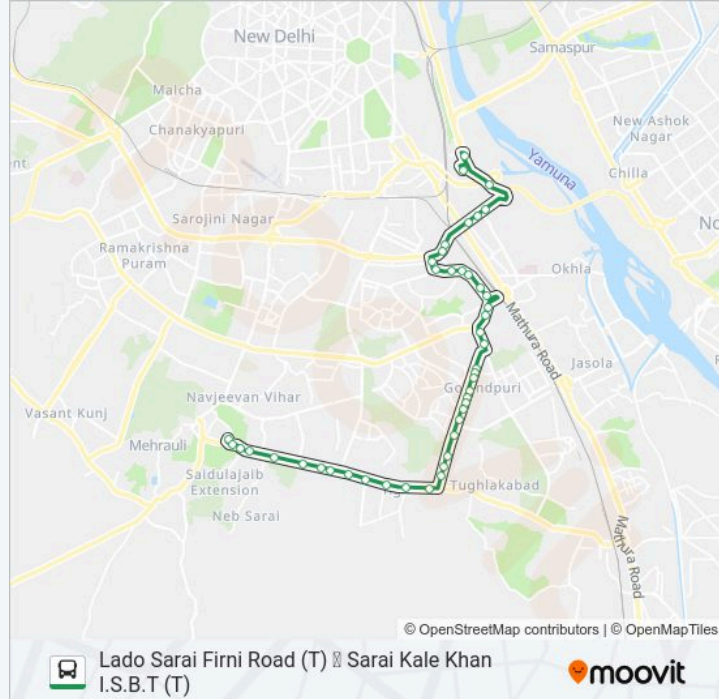 New Delhi
Samaspur
Malcha
Chanakyapuri
New Ashok
Nagar
Yamuna
Chilla
Sarojini Nagar
No
Ramakrishna
Puram
Okhla
Mathura Road
Jasola
Navjeevan Vihar
Vasant Kunj
Mehrauli
Saidulajaib
Extension
Tughlakabad
Neb Sarai
Mathura Road
© OpenStreetMap contributors | © OpenMapTiles
Lado Sarai Firni Road (T) Sarai Kale Khan
I.S.B.T (T)
moovit